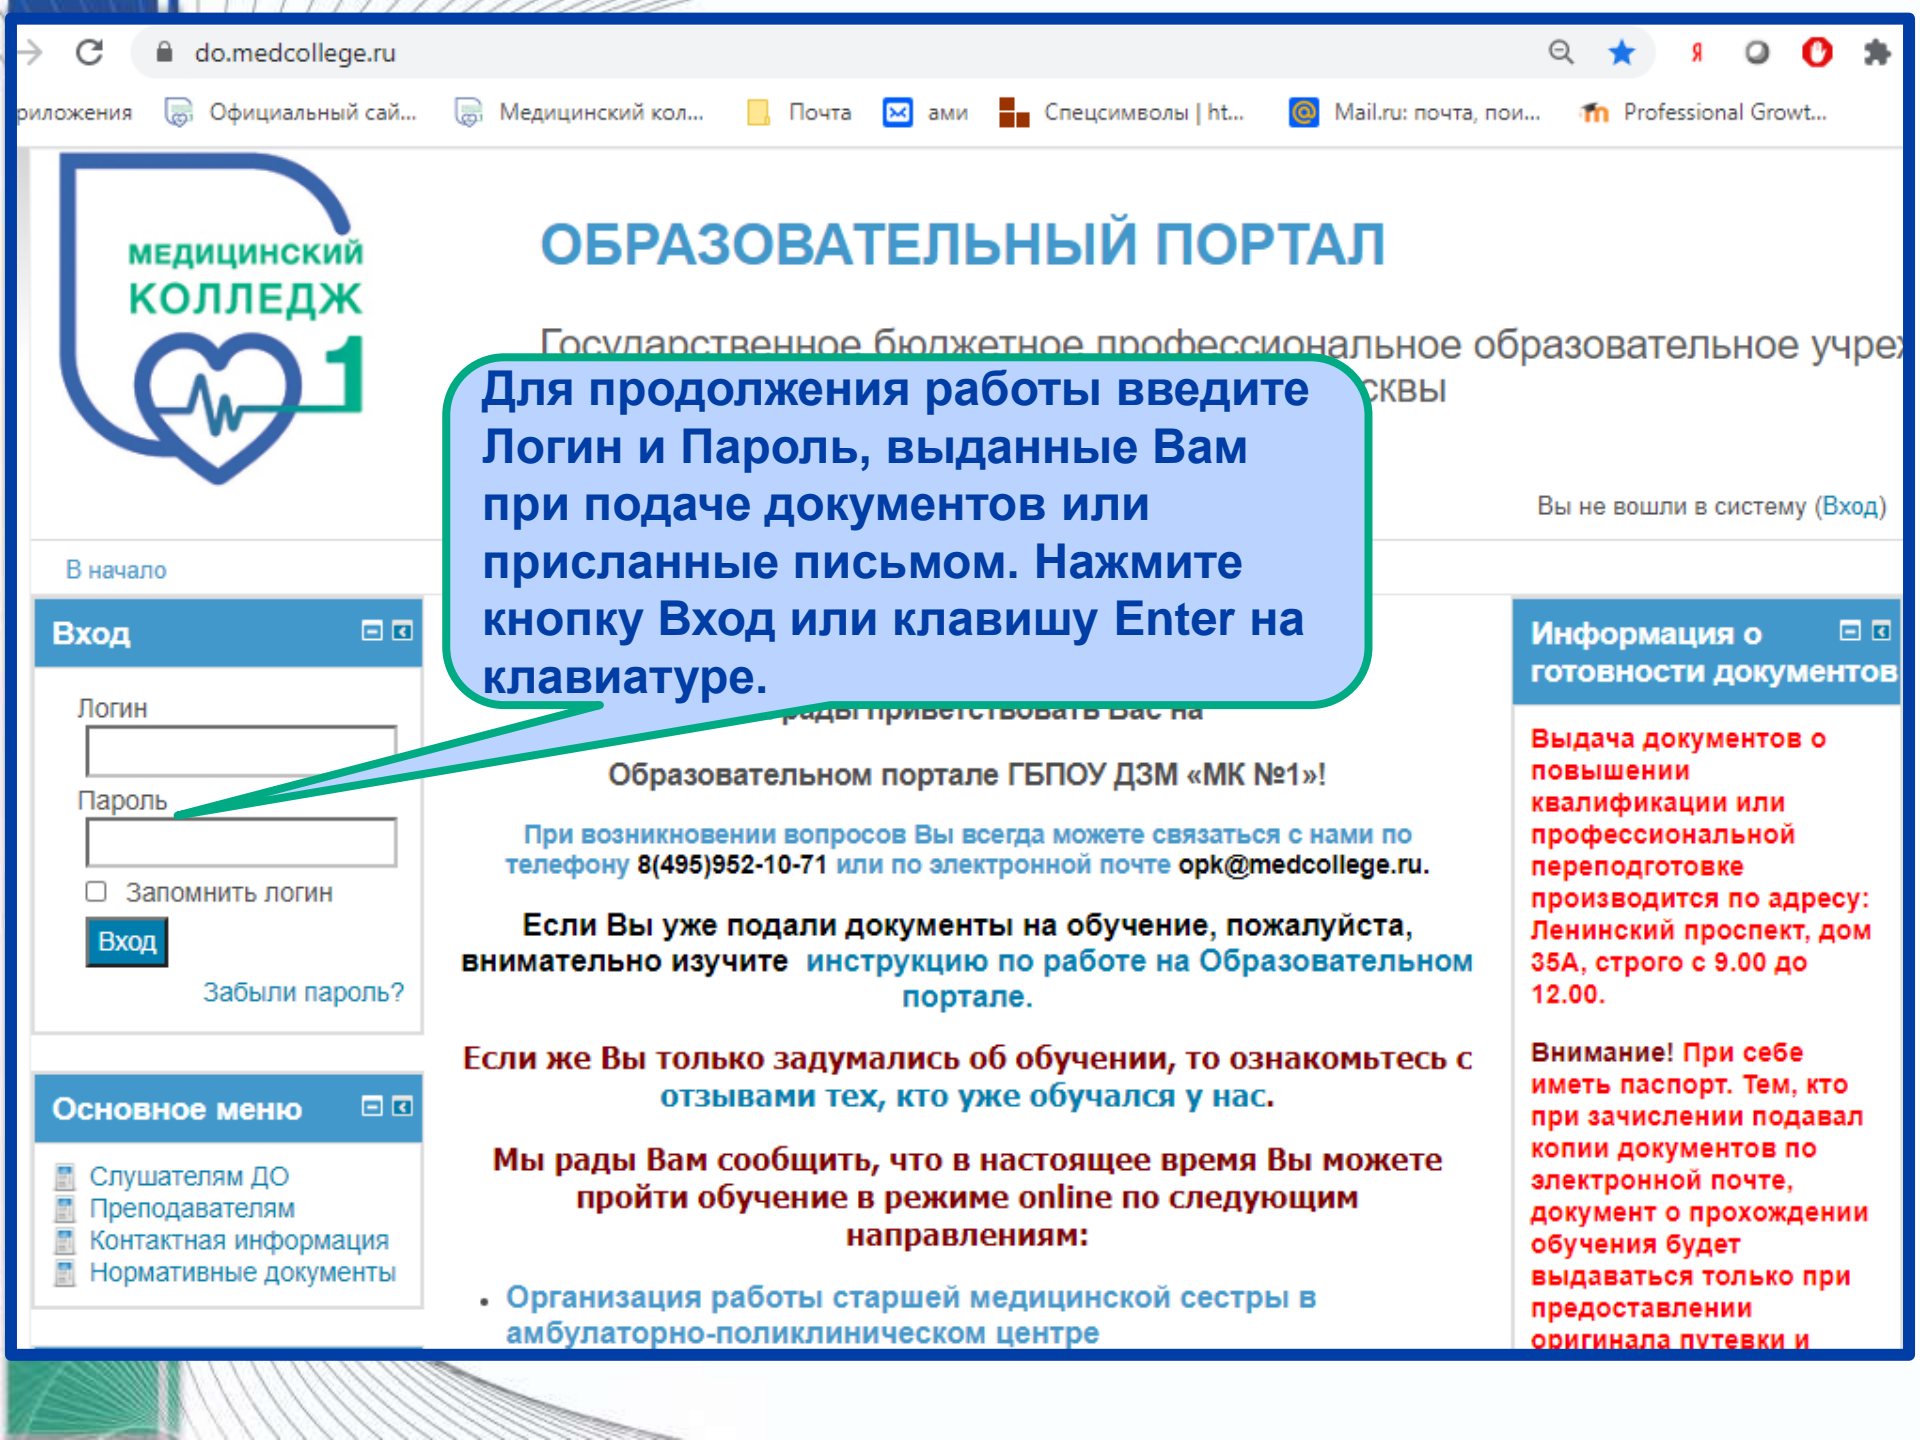 do.medcollege.ru
Я
риложения
Официальный сай...
Медицинский кол...
Почта
ами
Спецсимволы | ht...
Mail.ru: почта, пои...
Professional Growt...
МЕДИЦИНСКИЙ
КОЛЛЕДЖ
1
ОБРАЗОВАТЕЛЬНЫЙ ПОРТАЛ
Государственное бюджетное профессиональное образовательное учреж
сквы
Для продолжения работы введите
Логин и Пароль, выданные Вам
при подаче документов или
присланные письмом. Нажмите
кнопку Вход или клавишу Enter на
клавиатуре.
Вы не вошли в систему (Вход)
В начало
Вход
Логин
Пароль
Запомнить логин
Вход
Забыли пароль?
Основное меню
Слушателям ДО
Преподавателям
Контактная информация
Нормативные документы
рады приветствовать Вас на
Образовательном портале ГБПОУ ДЗМ «МК №1»!
При возникновении вопросов Вы всегда можете связаться с нами по
телефону 8(495)952-10-71 или по электронной почте opk@medcollege.ru.
Если Вы уже подали документы на обучение, пожалуйста,
внимательно изучите инструкцию по работе на Образовательном
портале.
Если же Вы только задумались об обучении, то ознакомьтесь с
отзывами тех, кто уже обучался у нас.
Мы рады Вам сообщить, что в настоящее время Вы можете
пройти обучение в режиме online по следующим
направлениям:
• Организация работы старшей медицинской сестры в
амбулаторно-поликлиническом центре
Информация о
готовности документов
Выдача документов о
повышении
квалификации или
профессиональной
переподготовке
производится по адресу:
Ленинский проспект, дом
35А, строго с 9.00 до
12.00.
Внимание! При себе
иметь паспорт. Тем, кто
при зачислении подавал
копии документов по
электронной почте,
документ о прохождении
обучения будет
выдаваться только при
предоставлении
оригинала путевки и